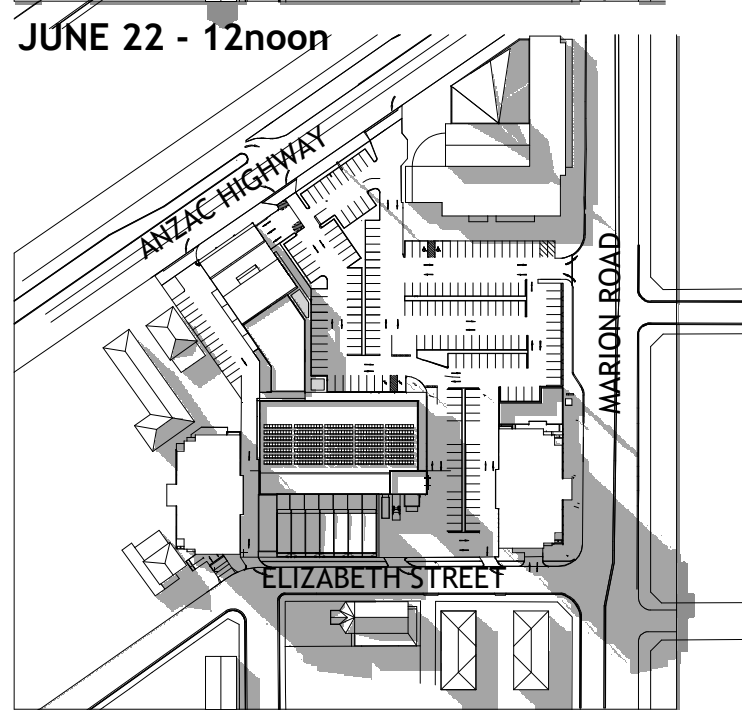 JUNE 22 - 12noon
ANZAC HIGHWAY
MARION ROAD
ELIZABETH STREET